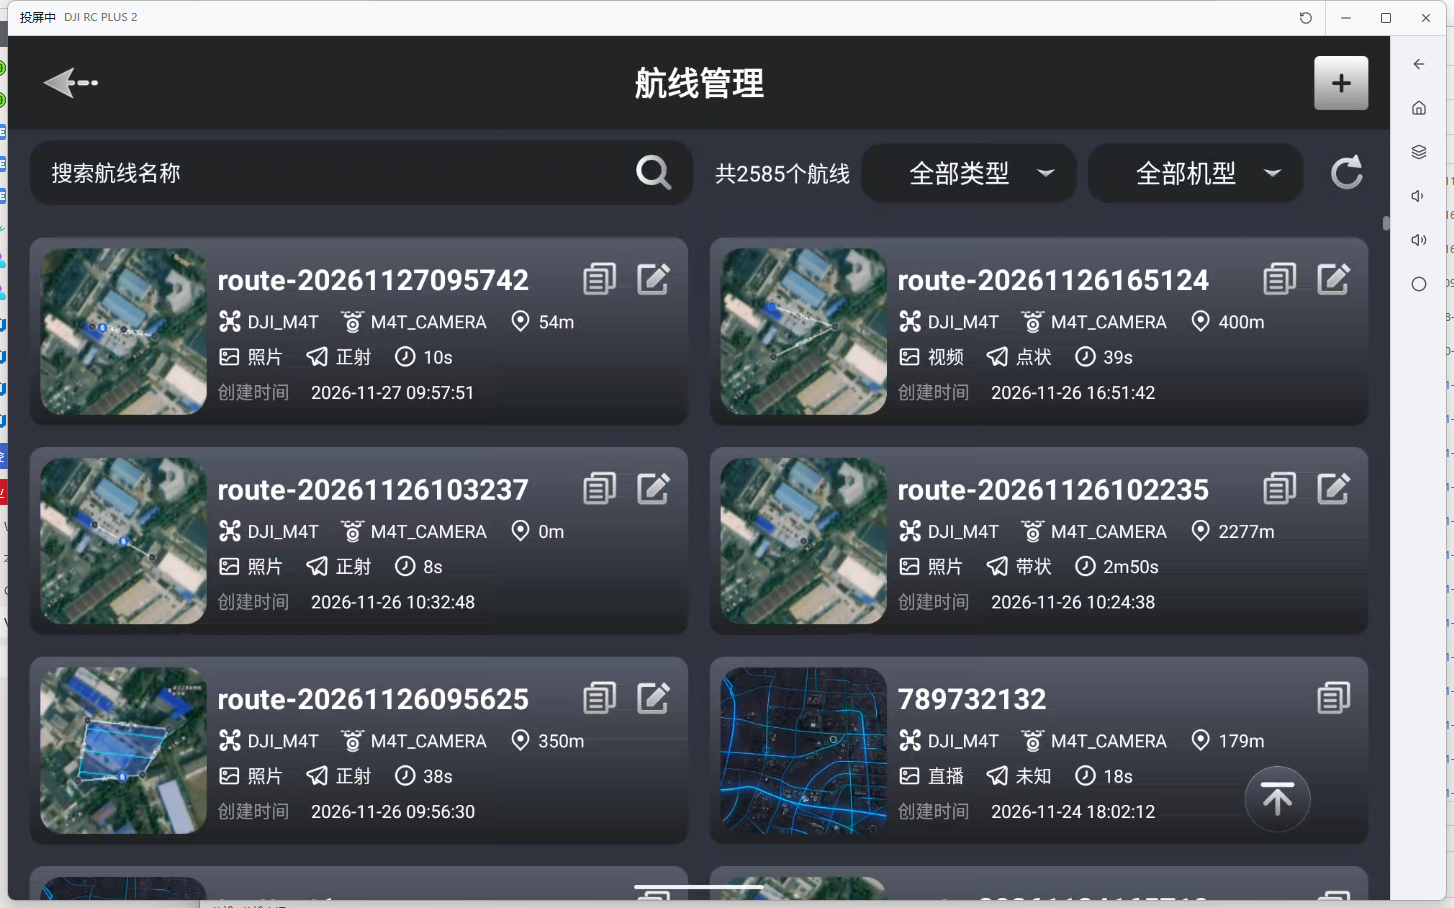 投屏中 DJI RC PLUS 2
航线管理
搜索航线名称
共2585个航线
全部类型
全部机型
route-20261127095742
DJI_M4T M4T_CAMERA 54m
照片 正射 10s
创建时间 2026-11-27 09:57:51
route-20261126165124
DJI_M4T M4T_CAMERA 400m
视频 点状 39s
创建时间 2026-11-26 16:51:42
route-20261126103237
DJI_M4T M4T_CAMERA 0m
照片 正射 8s
创建时间 2026-11-26 10:32:48
route-20261126102235
DJI_M4T M4T_CAMERA 2277m
照片 带状 2m50s
创建时间 2026-11-26 10:24:38
route-20261126095625
DJI_M4T M4T_CAMERA 350m
照片 正射 38s
创建时间 2026-11-26 09:56:30
789732132
DJI_M4T M4T_CAMERA 179m
直播 未知 18s
创建时间 2026-11-24 18:02:12